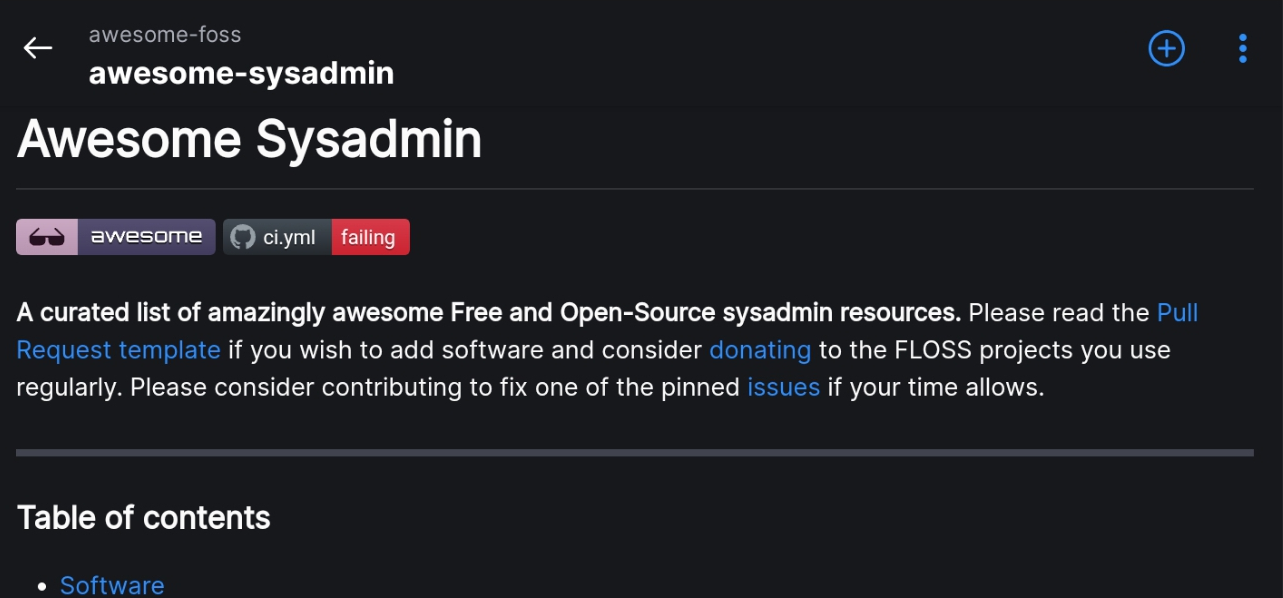 awesome-foss
awesome-sysadmin
Awesome Sysadmin
awesome ci.yml failing
A curated list of amazingly awesome Free and Open-Source sysadmin resources. Please read the Pull
Request template if you wish to add software and consider donating to the FLOSS projects you use
regularly. Please consider contributing to fix one of the pinned issues if your time allows.
Table of contents
• Software